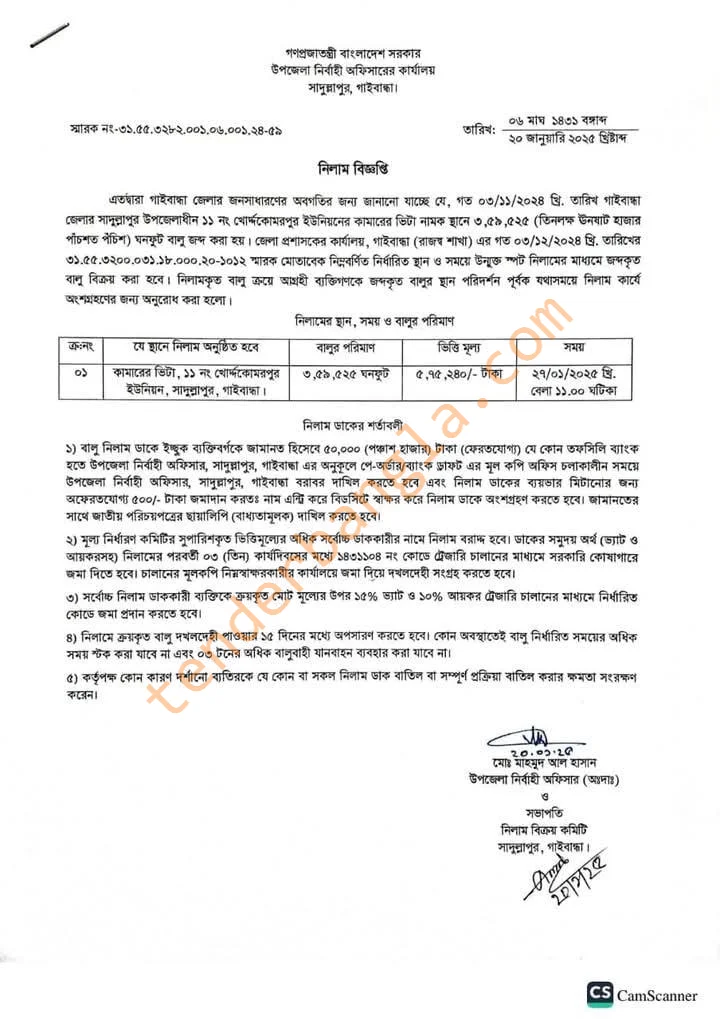 গণপ্রজাতন্ত্রী বাংলাদেশ সরকার
উপজেলা নির্বাহী অফিসারের কার্যালয়
সাদুল্লাপুর, গাইবান্ধা।
স্মারক নং-৩১.৫৫.৩২৮২.০০১.০৬.০০১.২৪-৫৯
তারিখ: ০৬ মাঘ ১৪৩১ বঙ্গাব্দ
২০ জানুয়ারি ২০২৫ খ্রিষ্টাব্দ
নিলাম বিজ্ঞপ্তি
এতদ্বারা গাইবান্ধা জেলার জনসাধারণের অবগতির জন্য জানানো যাচ্ছে যে, গত ০৩/১১/২০২৪ খ্রি. তারিখ গাইবান্ধা
জেলার সাদুল্লাপুর উপজেলাধীন ১১ নং খোর্দ্দকোমরপুর ইউনিয়নের কামারের ভিটা নামক স্থানে ৩,৫৯,৫২৫ (তিনলক্ষ ঊনষাট হাজার
পাঁচশত পঁচিশ) ঘনফুট বালু জব্দ করা হয়। জেলা প্রশাসকের কার্যালয়, গাইবান্ধা (রাজস্ব শাখা) এর গত ০৩/১২/২০২৪ খ্রি. তারিখের
৩১.৫৫.৩২০০.০৩১.১৮.০০০.২০-১০১২ স্মারক মোতাবেক নিম্নবর্ণিত নির্ধারিত স্থান ও সময়ে উন্মুক্ত স্পট নিলামের মাধ্যমে জব্দকৃত
বালু বিক্রয় করা হবে। নিলামকৃত বালু ক্রয়ে আগ্রহী ব্যক্তিগণকে জব্দকৃত বালুর স্থান পরিদর্শন পূর্বক যথাসময়ে নিলাম কার্যে
অংশগ্রহণের জন্য অনুরোধ করা হলো।
নিলামের স্থান, সময় ও বালুর পরিমাণ
ক্র:নং যে স্থানে নিলাম অনুষ্ঠিত হবে বালুর পরিমাণ ভিত্তি মূল্য সময়
০১ কামারের ভিটা, ১১ নং খোর্দ্দকোমরপুর ৩,৫৯,৫২৫ ঘনফুট ৫,৭৫,২৪০/- টাকা ২৭/০১/২০২৫ খ্রি.
ইউনিয়ন, সাদুল্লাপুর, গাইবান্ধা। বেলা ১১.০০ ঘটিকা
নিলাম ডাকের শর্তাবলী
১) বালু নিলাম ডাকে ইচ্ছুক ব্যক্তিবর্গকে জামানত হিসেবে ৫০,০০০ (পঞ্চাশ হাজার) টাকা (ফেরতযোগ্য) যে কোন তফসিলি ব্যাংক
হতে উপজেলা নির্বাহী অফিসার, সাদুল্লাপুর, গাইবান্ধা এর অনুকূলে পে-অর্ডার/ব্যাংক ড্রাফট এর মূল কপি অফিস চলাকালীন সময়ে
উপজেলা নির্বাহী অফিসার, সাদুল্লাপুর, গাইবান্ধা বরাবর দাখিল করতে হবে এবং নিলাম ডাকের ব্যয়ভার মিটানোর জন্য
অফেরতযোগ্য ৫০০/- টাকা জমাদান করতঃ নাম এন্ট্রি করে বিডসিটে স্বাক্ষর করে নিলাম ডাকে অংশগ্রহণ করতে হবে। জামানতের
সাথে জাতীয় পরিচয়পত্রের ছায়ালিপি (বাধ্যতামূলক) দাখিল করতে হবে।
২) মূল্য নির্ধারণ কমিটির সুপারিশকৃত ভিত্তিমূল্যের অধিক সর্বোচ্চ ডাককারীর নামে নিলাম বরাদ্দ হবে। ডাকের সমুদয় অর্থ (ভ্যাট ও
আয়করসহ) নিলামের পরবর্তী ০৩ (তিন) কার্যদিবসের মধ্যে ১৪৩১১০৪ নং কোডে ট্রেজারি চালানের মাধ্যমে সরকারি কোষাগারে
জমা দিতে হবে। চালানের মূলকপি নিম্নস্বাক্ষরকারীর কার্যালয়ে জমা দিয়ে দখলদেহী সংগ্রহ করতে হবে।
৩) সর্বোচ্চ নিলাম ডাককারী ব্যক্তিকে ক্রয়কৃত মোট মূল্যের উপর ১৫% ভ্যাট ও ১০% আয়কর ট্রেজারি চালানের মাধ্যমে নির্ধারিত
কোডে জমা প্রদান করতে হবে।
৪) নিলামে ক্রয়কৃত বালু দখলদেহী পাওয়ার ১৫ দিনের মধ্যে অপসারণ করতে হবে। কোন অবস্থাতেই বালু নির্ধারিত সময়ের অধিক
সময় স্টক করা যাবে না এবং ০৩ টনের অধিক বালুবাহী যানবাহন ব্যবহার করা যাবে না।
৫) কর্তৃপক্ষ কোন কারণ দর্শানো ব্যতিরকে যে কোন বা সকল নিলাম ডাক বাতিল বা সম্পূর্ণ প্রক্রিয়া বাতিল করার ক্ষমতা সংরক্ষণ
করেন।
tenderbangla.com
২০.০১.২৫
মোঃ মাহমুদ আল হাসান
উপজেলা নির্বাহী অফিসার (অঃদাঃ)
ও
সভাপতি
নিলাম বিক্রয় কমিটি
সাদুল্লাপুর, গাইবান্ধা।
CS CamScanner